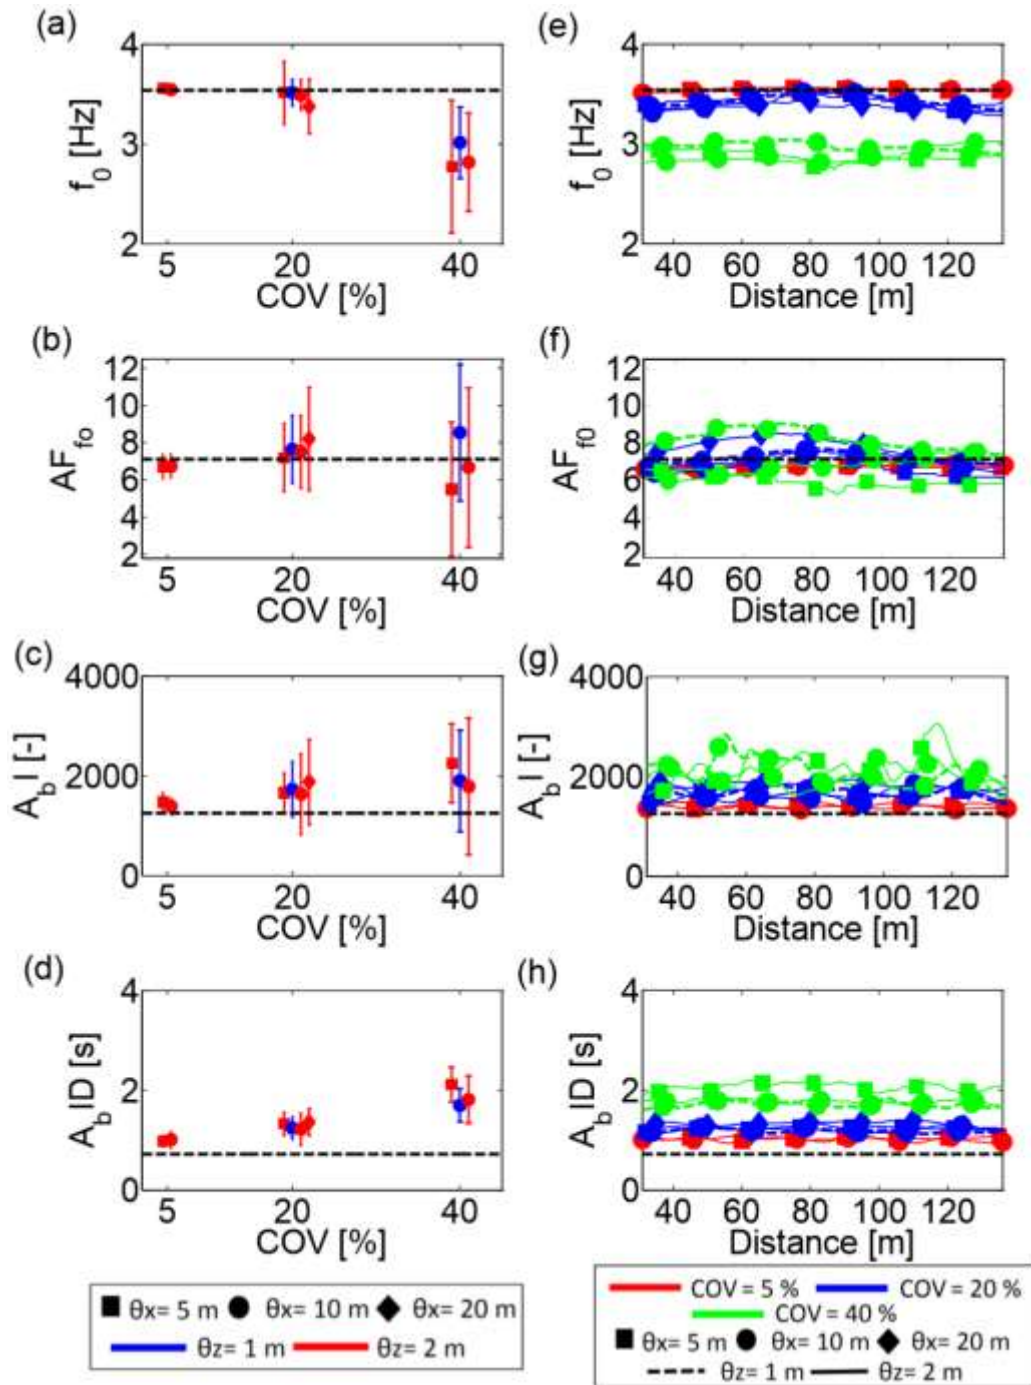 (a)
f0 [Hz]
4
3
2
5 20 40
COV [%]
(e)
f0 [Hz]
4
3
2
40 60 80 100 120
Distance [m]
(b)
AF fo
12
10
8
6
4
2
5 20 40
COV [%]
(f)
AF f0
12
10
8
6
4
2
40 60 80 100 120
Distance [m]
(c)
AbI [-]
4000
2000
0
5 20 40
COV [%]
(g)
AbI [-]
4000
2000
0
40 60 80 100 120
Distance [m]
(d)
AbID [s]
4
2
0
5 20 40
COV [%]
(h)
AbID [s]
4
2
0
40 60 80 100 120
Distance [m]
θx= 5 m θx= 10 m θx= 20 m
θz= 1 m θz= 2 m
COV = 5 % COV = 20 %
COV = 40 %
θx= 5 m θx= 10 m θx= 20 m
θz= 1 m θz= 2 m